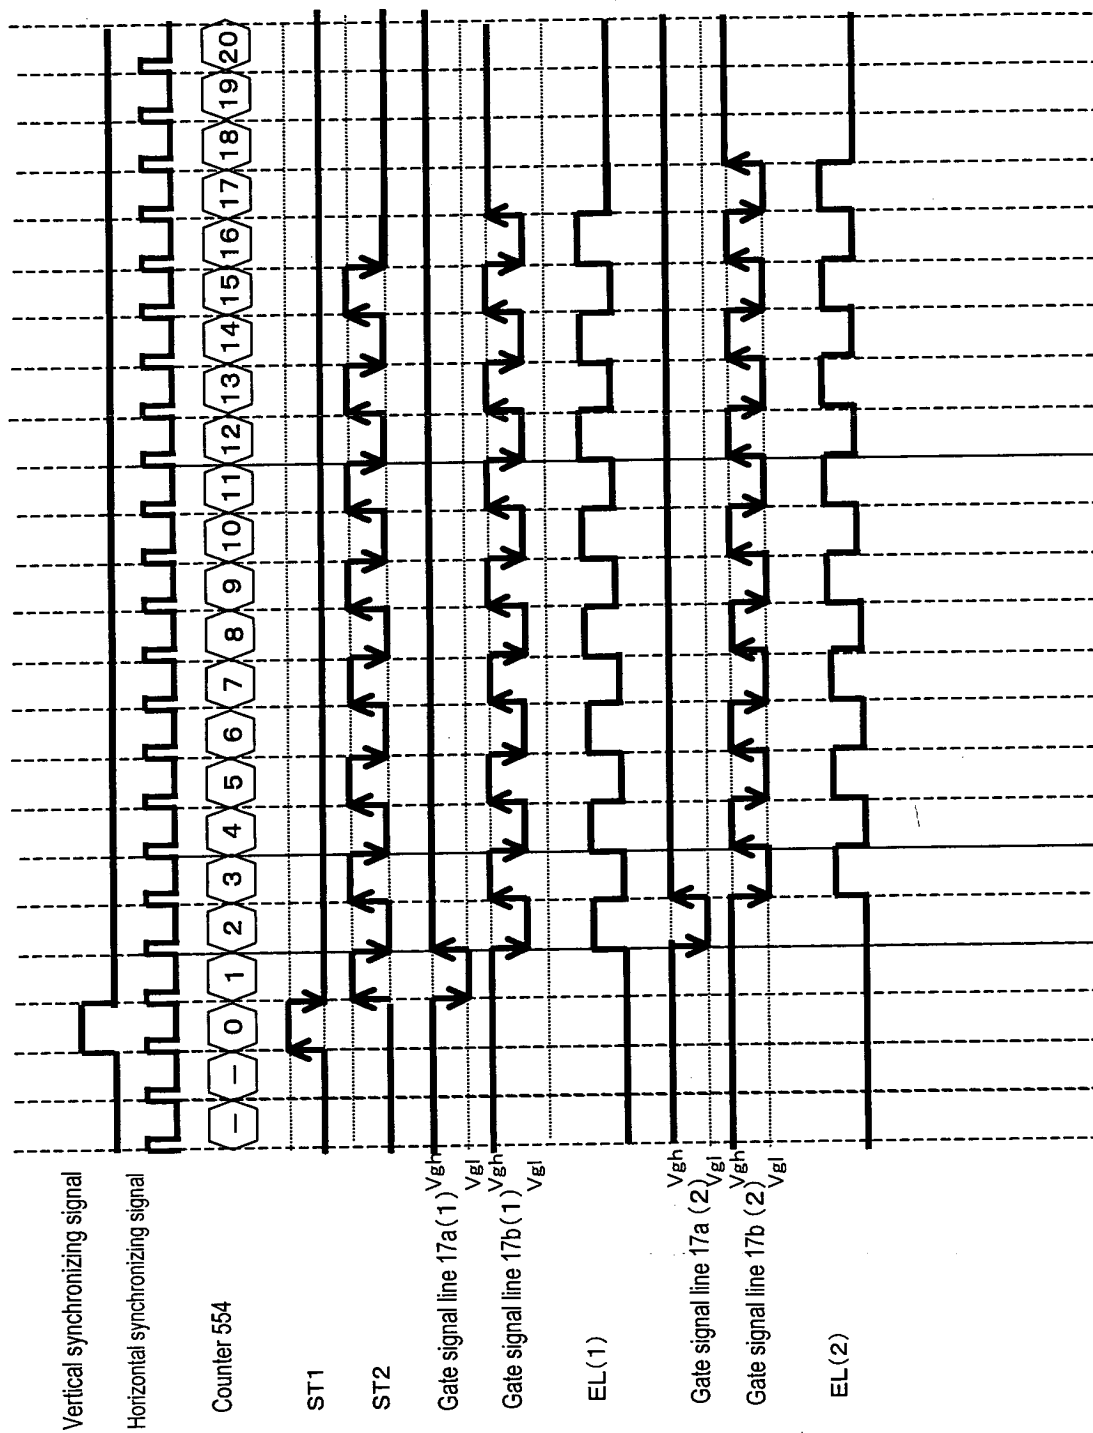 Vertical synchronizing signal
Horizontal synchronizing signal
Counter 554
— — 0 1 2 3 4 5 6 7 8 9 10 11 12 13 14 15 16 17 18 19 20
ST1
ST2
Gate signal line 17a(1) Vgh
Vgl
Gate signal line 17b(1) Vgh
Vgl
EL(1)
Gate signal line 17a(2) Vgh
Vgl
Gate signal line 17b(2) Vgh
Vgl
EL(2)